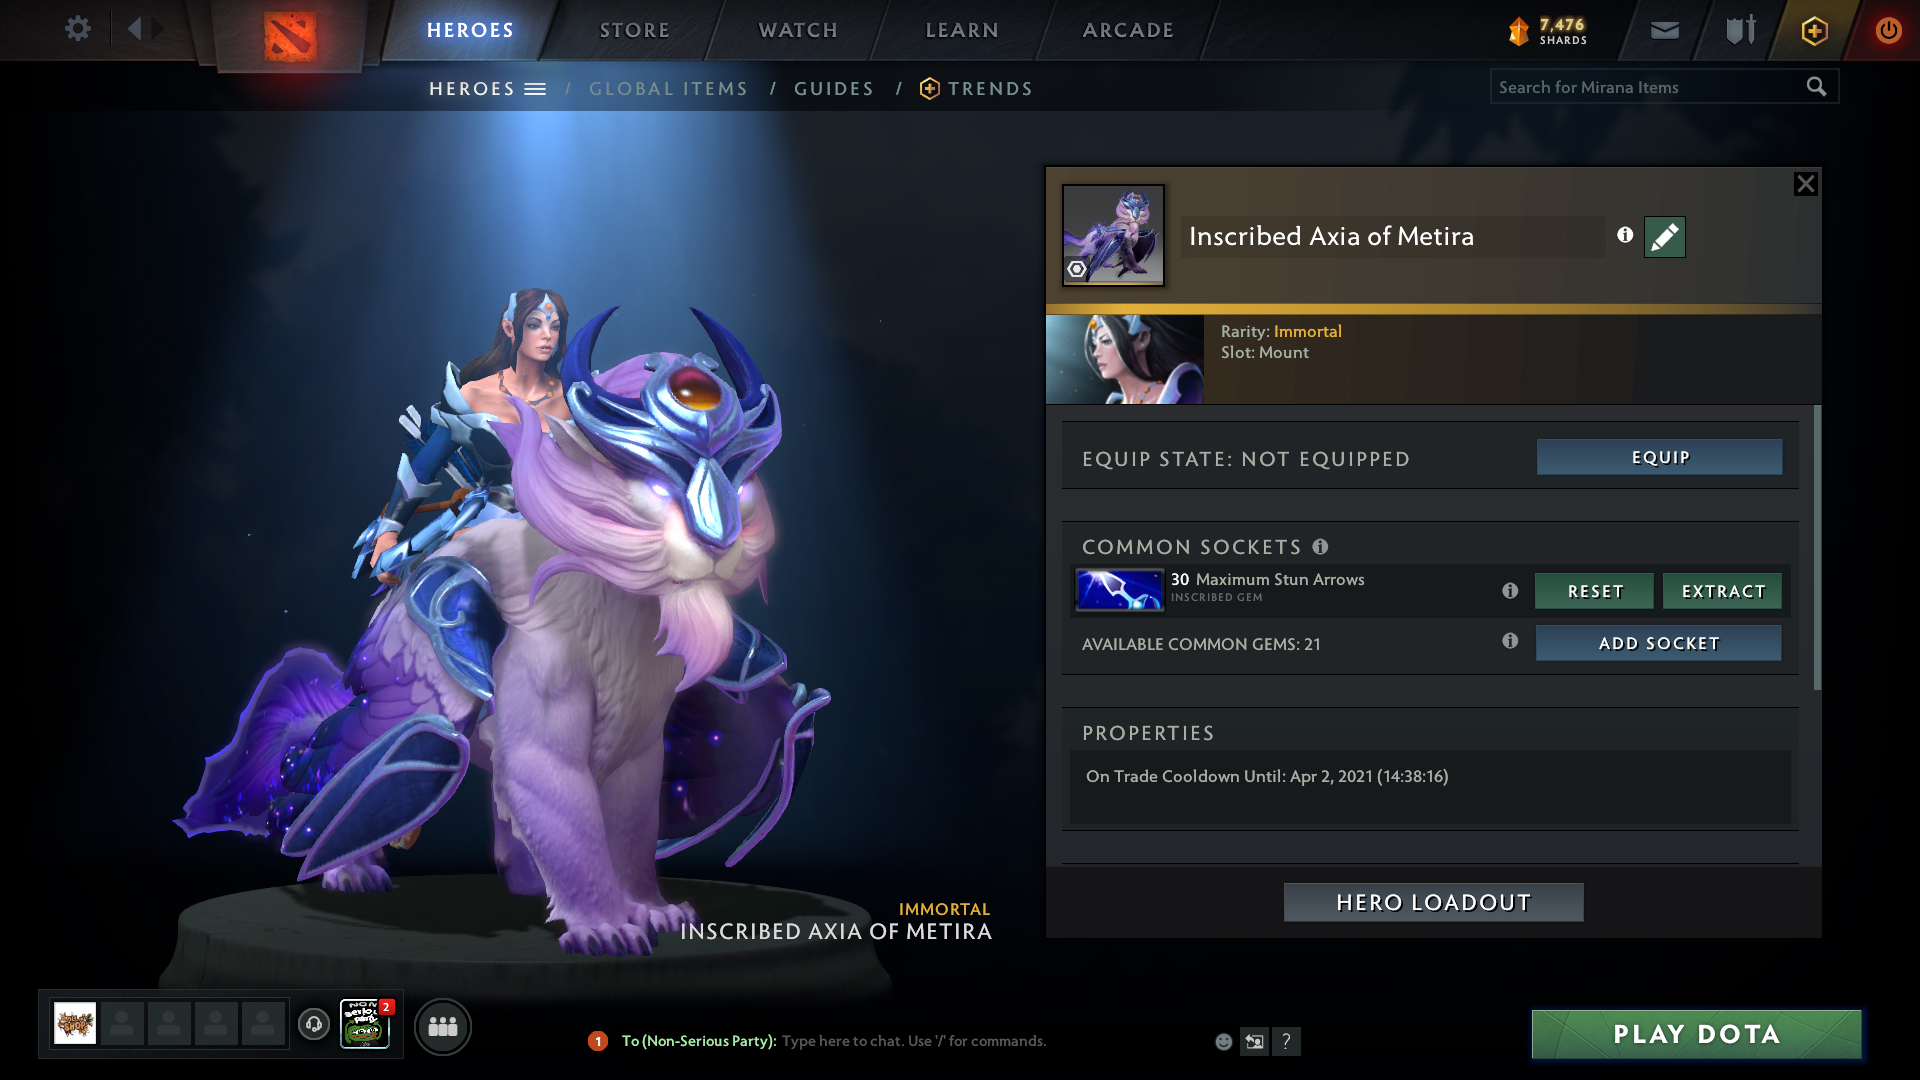 HEROES
STORE
WATCH
LEARN
ARCADE
7,476
SHARDS
HEROES / GLOBAL ITEMS / GUIDES / TRENDS
Search for Mirana Items
Inscribed Axia of Metira
Rarity: Immortal
Slot: Mount
EQUIP STATE: NOT EQUIPPED
EQUIP
COMMON SOCKETS
30 Maximum Stun Arrows
INSCRIBED GEM
RESET
EXTRACT
AVAILABLE COMMON GEMS: 21
ADD SOCKET
PROPERTIES
On Trade Cooldown Until: Apr 2, 2021 (14:38:16)
HERO LOADOUT
IMMORTAL
INSCRIBED AXIA OF METIRA
NON
Serious
Party
2
1
To (Non-Serious Party): Type here to chat. Use '/' for commands.
?
PLAY DOTA